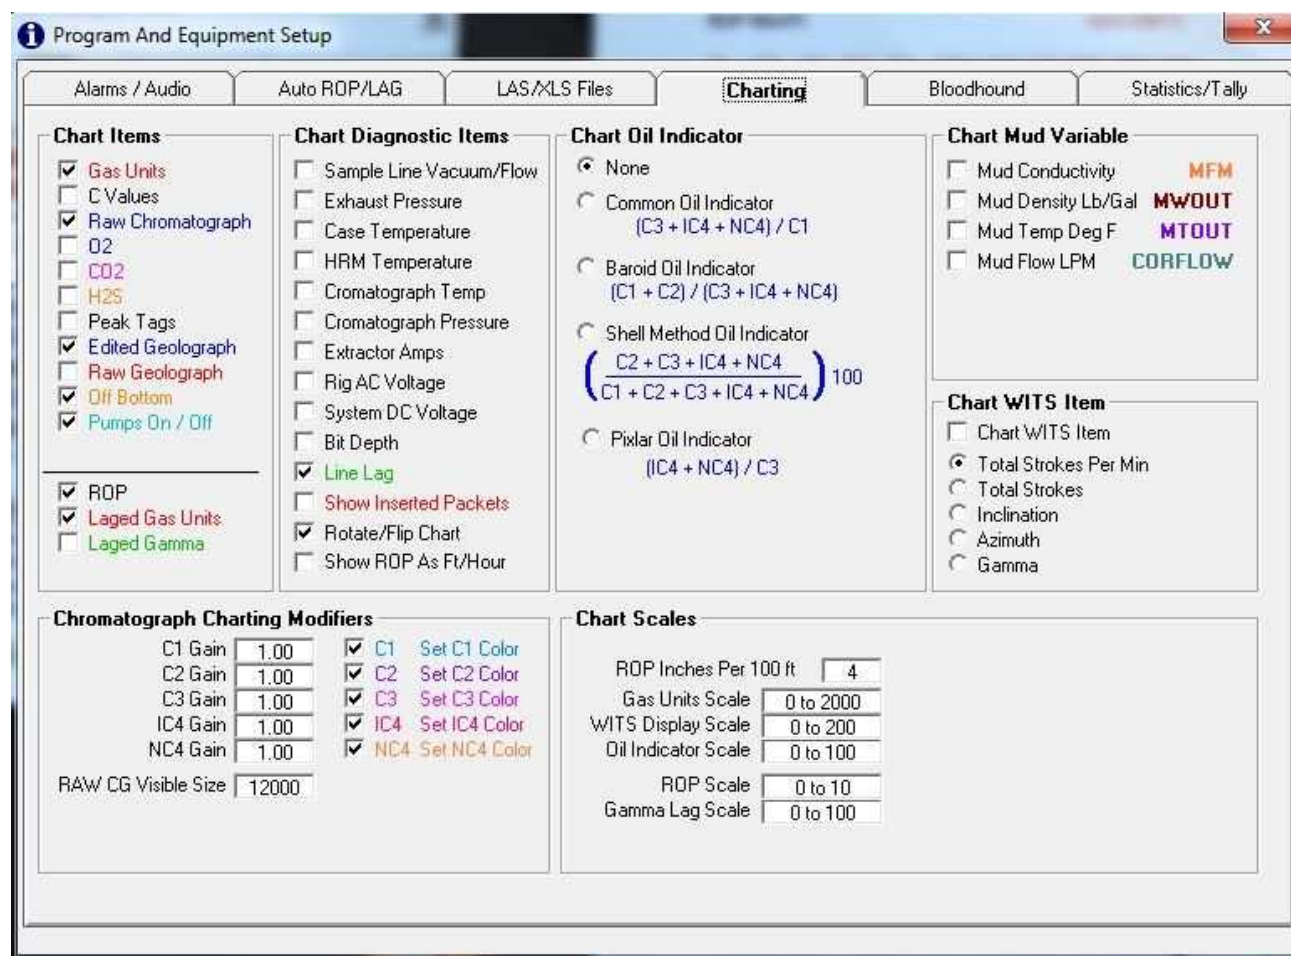 Program And Equipment Setup
Alarms / Audio
Auto ROP/LAG
LAS/XLS Files
Charting
Bloodhound
Statistics/Tally
Chart Items
Gas Units
C Values
Raw Chromatograph
O2
CO2
H2S
Peak Tags
Edited Geolograph
Raw Geolograph
Off Bottom
Pumps On / Off
ROP
Laged Gas Units
Laged Gamma
Chart Diagnostic Items
Sample Line Vacuum/Flow
Exhaust Pressure
Case Temperature
HRM Temperature
Cromatograph Temp
Cromatograph Pressure
Extractor Amps
Rig AC Voltage
System DC Voltage
Bit Depth
Line Lag
Show Inserted Packets
Rotate/Flip Chart
Show ROP As Ft/Hour
Chart Oil Indicator
None
Common Oil Indicator
(C3 + IC4 + NC4) / C1
Baroid Oil Indicator
(C1 + C2) / (C3 + IC4 + NC4)
Shell Method Oil Indicator
( C2 + C3 + IC4 + NC4
C1 + C2 + C3 + IC4 + NC4 ) 100
Pixlar Oil Indicator
(IC4 + NC4) / C3
Chart Mud Variable
Mud Conductivity MFM
Mud Density Lb/Gal MWOUT
Mud Temp Deg F MTOUT
Mud Flow LPM CORFLOW
Chart WITS Item
Chart WITS Item
Total Strokes Per Min
Total Strokes
Inclination
Azimuth
Gamma
Chromatograph Charting Modifiers
C1 Gain 1.00 C1 Set C1 Color
C2 Gain 1.00 C2 Set C2 Color
C3 Gain 1.00 C3 Set C3 Color
IC4 Gain 1.00 IC4 Set IC4 Color
NC4 Gain 1.00 NC4 Set NC4 Color
RAW CG Visible Size 12000
Chart Scales
ROP Inches Per 100 ft 4
Gas Units Scale 0 to 2000
WITS Display Scale 0 to 200
Oil Indicator Scale 0 to 100
ROP Scale 0 to 10
Gamma Lag Scale 0 to 100